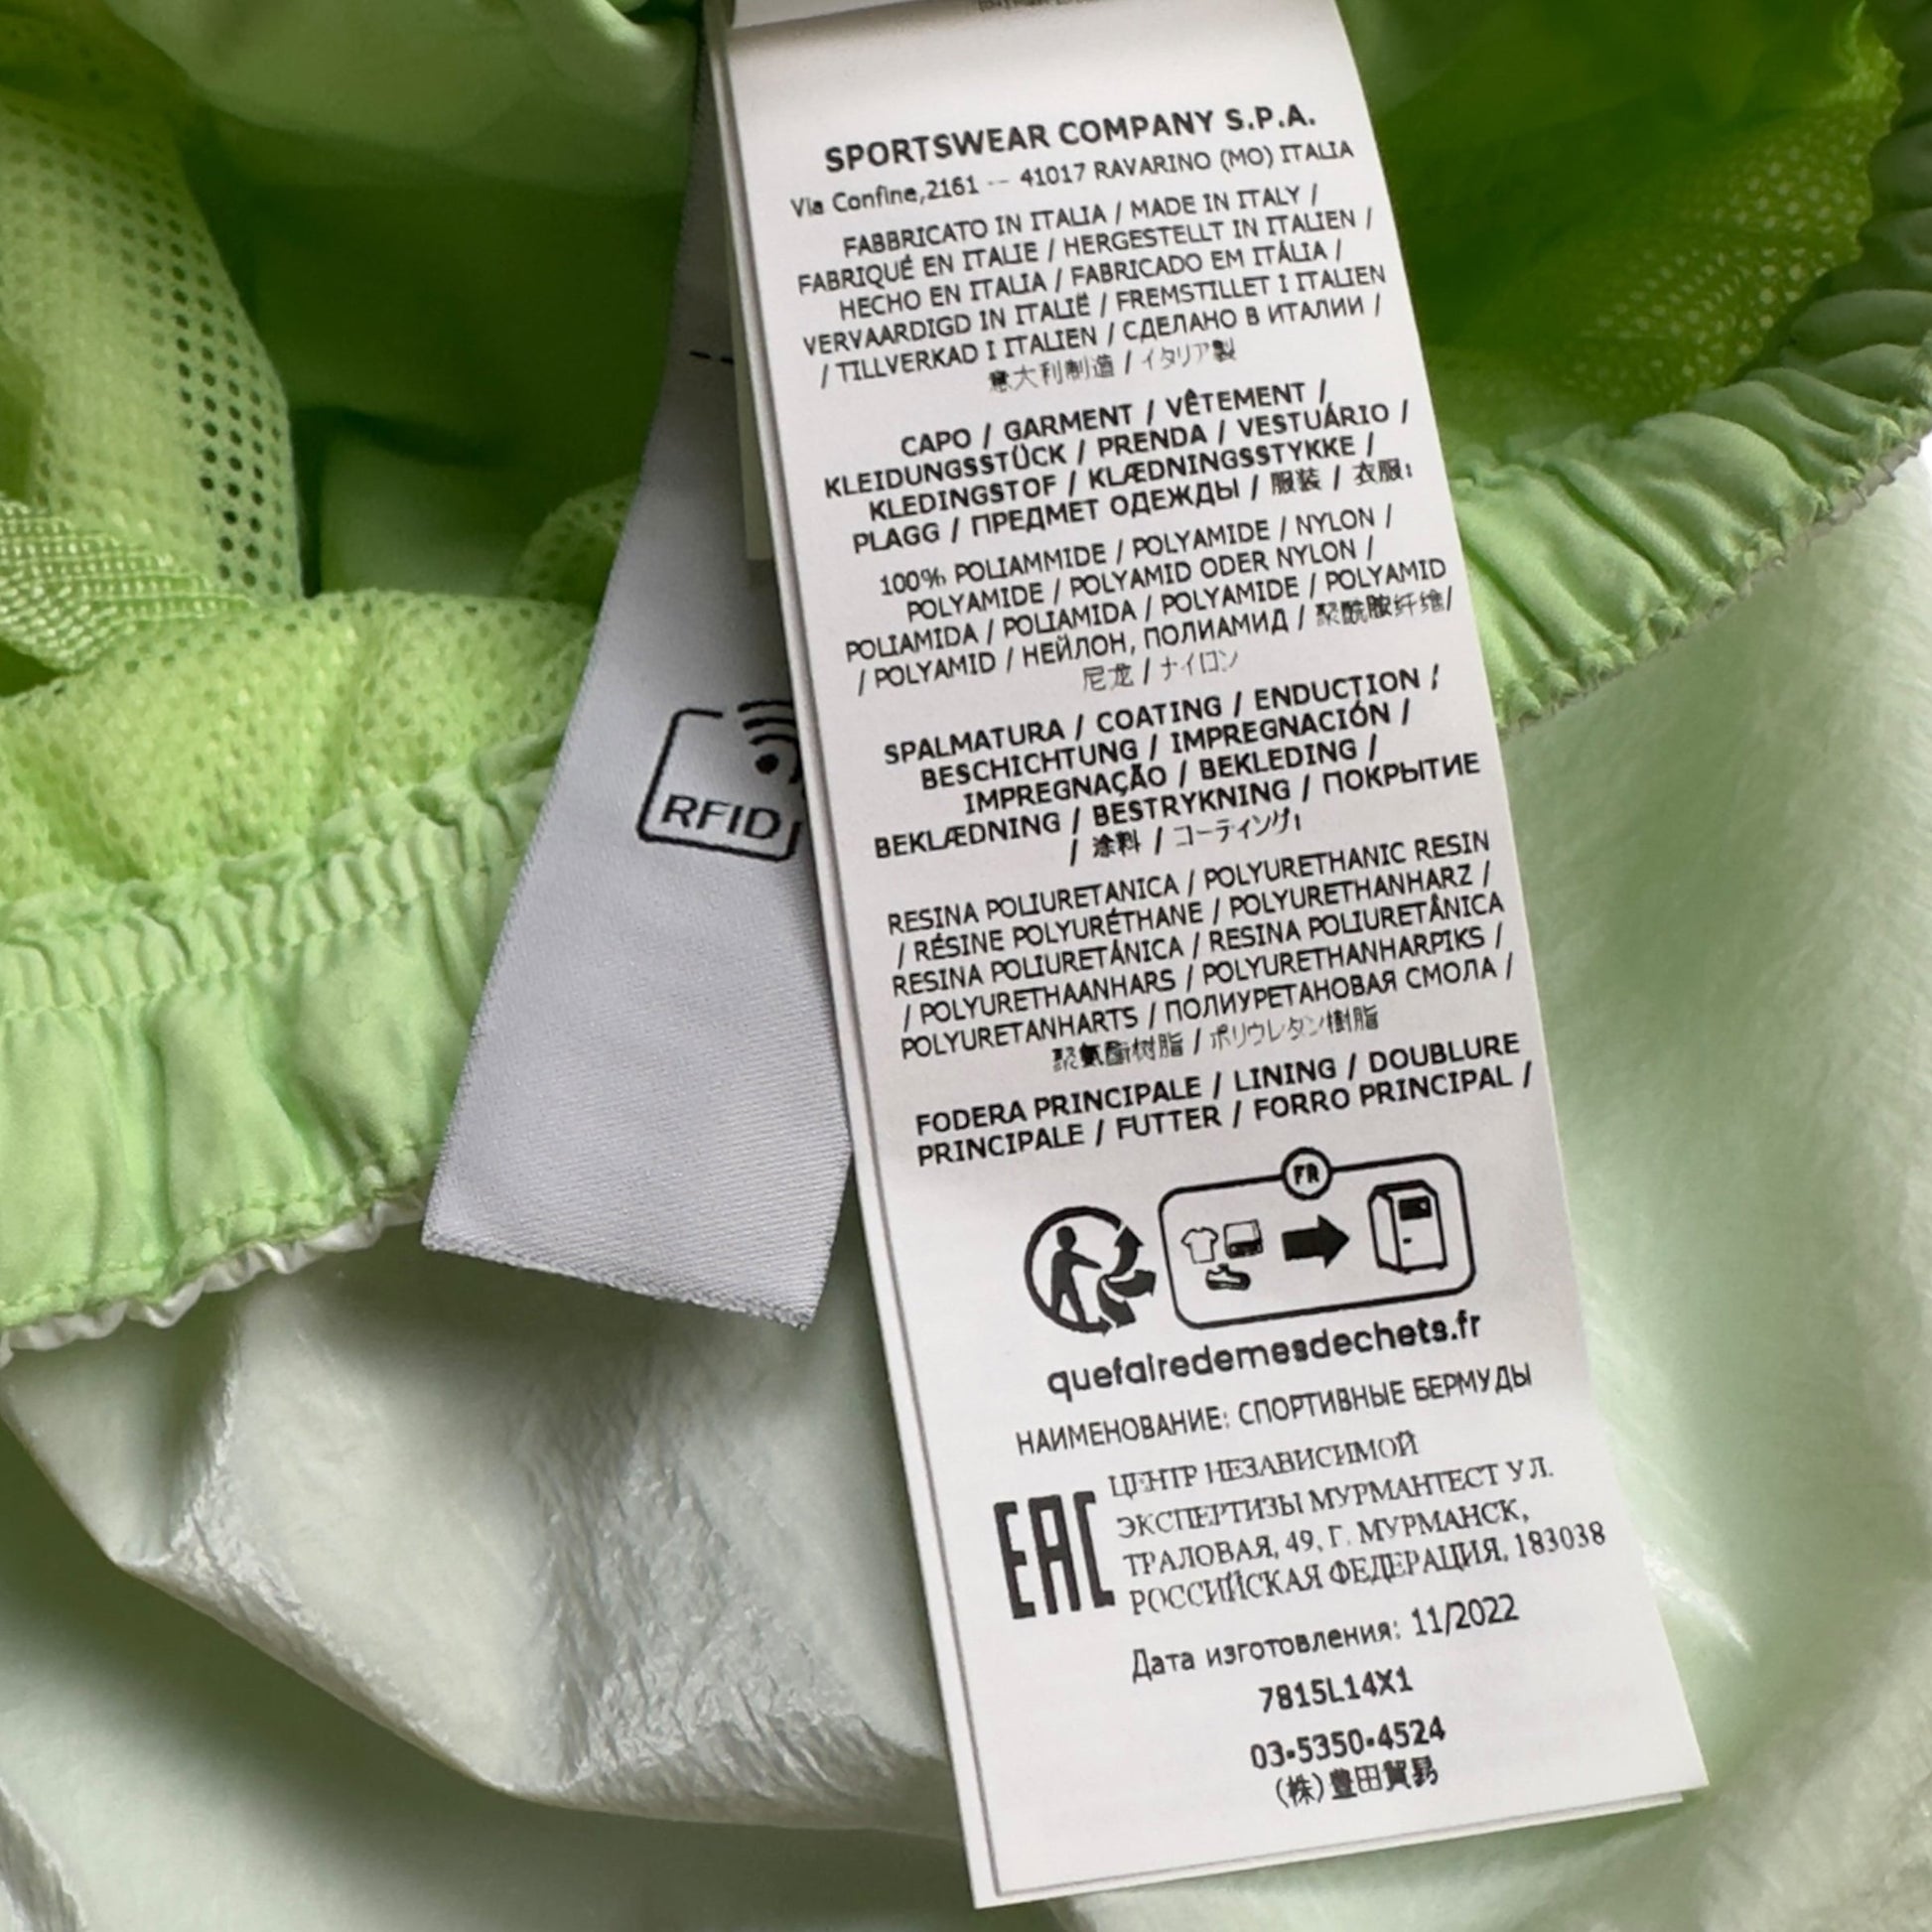 SPORTSWEAR COMPANY S.P.A.
Via Confine,2161 -- 41017 RAVARINO (MO) ITALIA
FABBRICATO IN ITALIA / MADE IN ITALY /
FABRIQUÉ EN ITALIE / HERGESTELLT IN ITALIEN /
HECHO EN ITALIA / FABRICADO EM ITÁLIA /
VERVAARDIGD IN ITALIË / FREMSTILLET I ITALIEN
/ TILLVERKAD I ITALIEN / СДЕЛАНО В ИТАЛИИ /
意大利制造 / イタリア製
CAPO / GARMENT / VÊTEMENT /
KLEIDUNGSSTÜCK / PRENDA / VESTUÁRIO /
KLEDINGSTOF / KLÆDNINGSSTYKKE /
PLAGG / ПРЕДМЕТ ОДЕЖДЫ / 服装 / 衣服:
100% POLIAMMIDE / POLYAMIDE / NYLON /
POLYAMIDE / POLYAMID ODER NYLON /
POLIAMIDA / POLIAMIDA / POLYAMIDE / POLYAMID
/ POLYAMID / НЕЙЛОН, ПОЛИАМИД / 聚酰胺纤维/
尼龙 / ナイロン
SPALMATURA / COATING / ENDUCTION /
BESCHICHTUNG / IMPREGNACIÓN /
IMPREGNAÇÃO / BEKLEDING /
BEKLÆDNING / BESTRYKNING / ПОКРЫТИЕ
/ 涂料 / コーティング:
RESINA POLIURETANICA / POLYURETHANIC RESIN
/ RÉSINE POLYURÉTHANE / POLYURETHANHARZ /
RESINA POLIURETÁNICA / RESINA POLIURETÂNICA
/ POLYURETHAANHARS / POLYURETHANHARPIKS /
POLYURETANHARTS / ПОЛИУРЕТАНОВАЯ СМОЛА /
聚氨酯树脂 / ポリウレタン樹脂
FODERA PRINCIPALE / LINING / DOUBLURE
PRINCIPALE / FUTTER / FORRO PRINCIPAL /
FR
quefairedemesdechets.fr
НАИМЕНОВАНИЕ: СПОРТИВНЫЕ БЕРМУДЫ
EAC
ЦЕНТР НЕЗАВИСИМОЙ
ЭКСПЕРТИЗЫ МУРМАНТЕСТ УЛ.
ТРАЛОВАЯ, 49, Г. МУРМАНСК,
РОССИЙСКАЯ ФЕДЕРАЦИЯ, 183038
Дата изготовления: 11/2022
7815L14X1
03-5350-4524
(株)豊田貿易
RFID